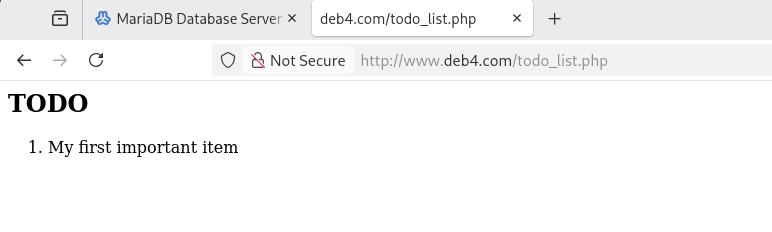 MariaDB Database Server
deb4.com/todo_list.php
Not Secure
http://www.deb4.com/todo_list.php
TODO
1. My first important item